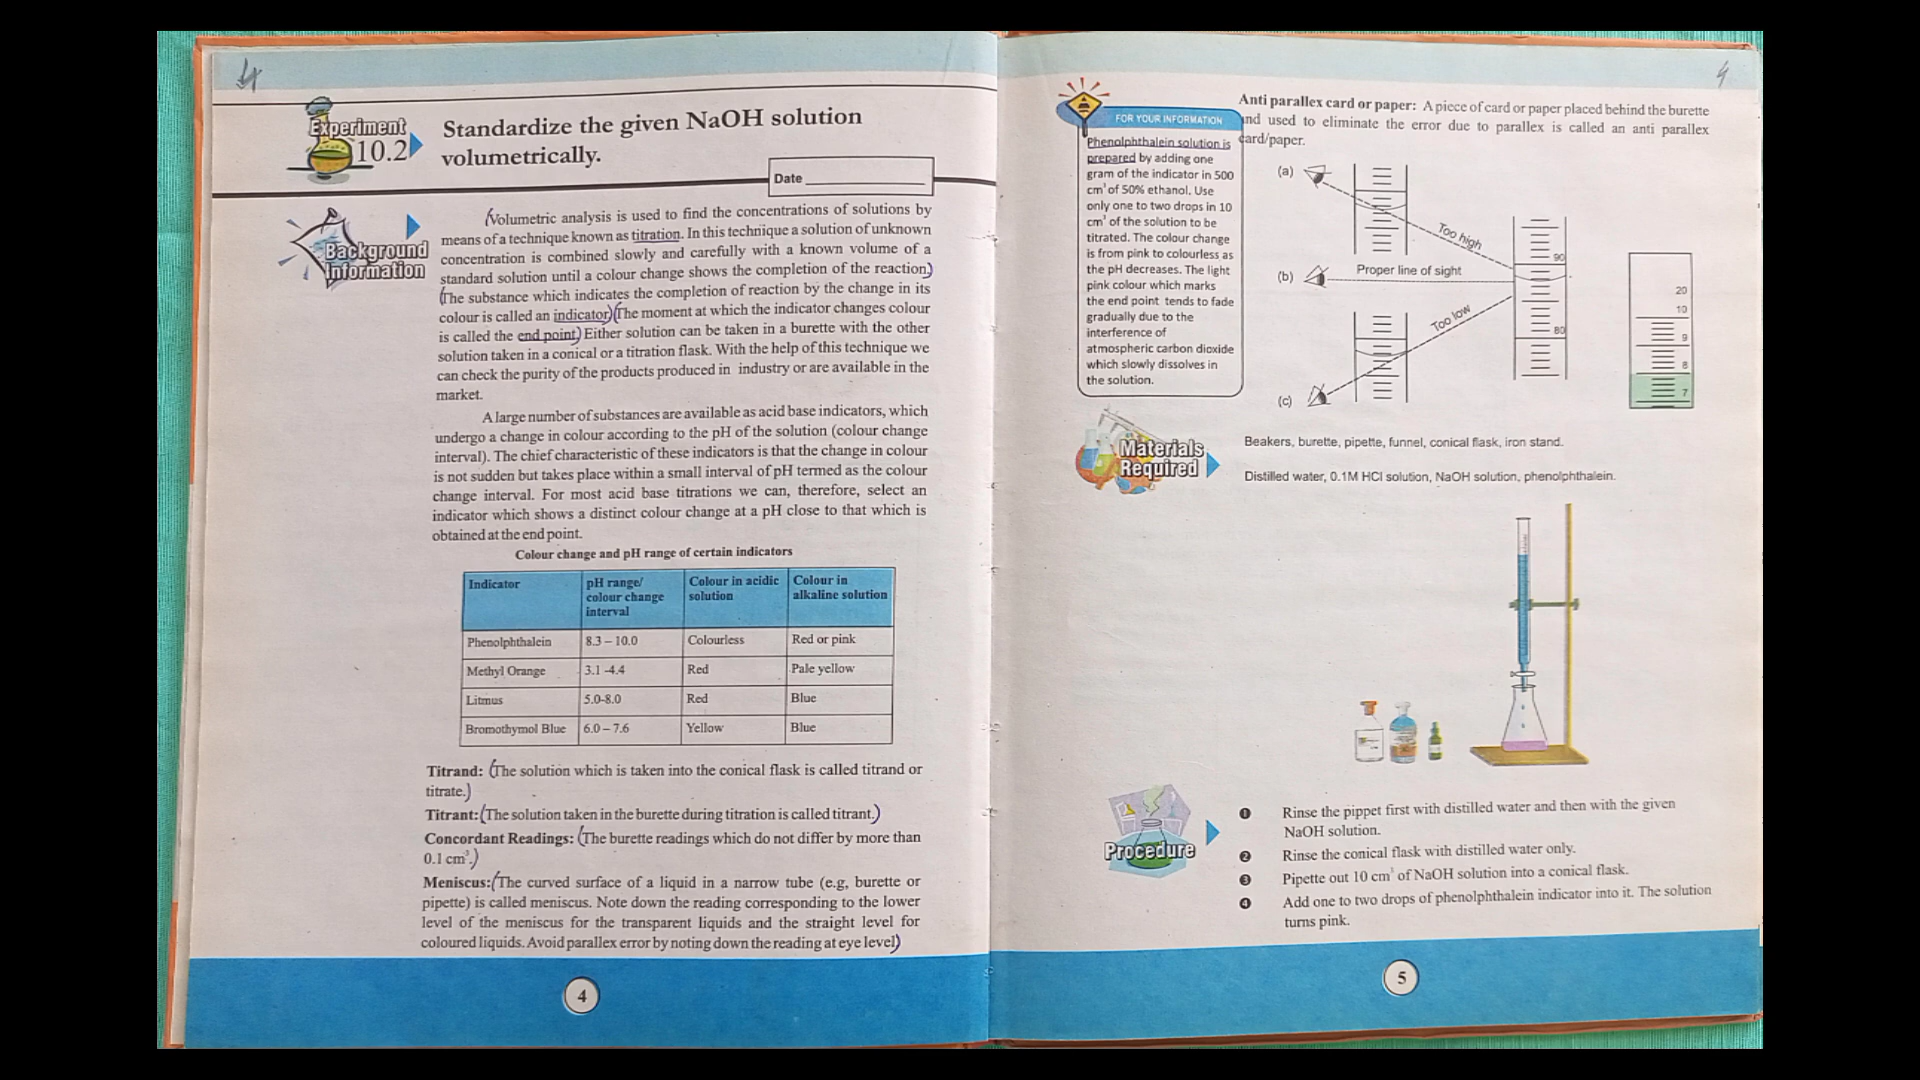 4
Experiment
10.2
Standardize the given NaOH solution
volumetrically.
Date
Background
Information
(Volumetric analysis is used to find the concentrations of solutions by
means of a technique known as titration. In this technique a solution of unknown
concentration is combined slowly and carefully with a known volume of a
standard solution until a colour change shows the completion of the reaction.)
(The substance which indicates the completion of reaction by the change in its
colour is called an indicator)(The moment at which the indicator changes colour
is called the end point) Either solution can be taken in a burette with the other
solution taken in a conical or a titration flask. With the help of this technique we
can check the purity of the products produced in industry or are available in the
market.
A large number of substances are available as acid base indicators, which
undergo a change in colour according to the pH of the solution (colour change
interval). The chief characteristic of these indicators is that the change in colour
is not sudden but takes place within a small interval of pH termed as the colour
change interval. For most acid base titrations we can, therefore, select an
indicator which shows a distinct colour change at a pH close to that which is
obtained at the end point.
Colour change and pH range of certain indicators
Indicator pH range/ colour change interval Colour in acidic solution Colour in alkaline solution
Phenolphthalein 8.3 – 10.0 Colourless Red or pink
Methyl Orange 3.1 -4.4 Red Pale yellow
Litmus 5.0-8.0 Red Blue
Bromothymol Blue 6.0 – 7.6 Yellow Blue
Titrand: (The solution which is taken into the conical flask is called titrand or
titrate.)
Titrant:(The solution taken in the burette during titration is called titrant.)
Concordant Readings: (The burette readings which do not differ by more than
0.1 cm³.)
Meniscus:(The curved surface of a liquid in a narrow tube (e.g, burette or
pipette) is called meniscus. Note down the reading corresponding to the lower
level of the meniscus for the transparent liquids and the straight level for
coloured liquids. Avoid parallex error by noting down the reading at eye level)
4
4
FOR YOUR INFORMATION
Phenolphthalein solution is
prepared by adding one
gram of the indicator in 500
cm³ of 50% ethanol. Use
only one to two drops in 10
cm³ of the solution to be
titrated. The colour change
is from pink to colourless as
the pH decreases. The light
pink colour which marks
the end point tends to fade
gradually due to the
interference of
atmospheric carbon dioxide
which slowly dissolves in
the solution.
Anti parallex card or paper: A piece of card or paper placed behind the burette
and used to eliminate the error due to parallex is called an anti parallex
card/paper.
(a)
Too high
90
(b)
Proper line of sight
Too low
80
(c)
20
10
9
8
7
Materials
Required
Beakers, burette, pipette, funnel, conical flask, iron stand.
Distilled water, 0.1M HCl solution, NaOH solution, phenolphthalein.
Procedure
1 Rinse the pippet first with distilled water and then with the given
NaOH solution.
2 Rinse the conical flask with distilled water only.
3 Pipette out 10 cm³ of NaOH solution into a conical flask.
4 Add one to two drops of phenolphthalein indicator into it. The solution
turns pink.
5